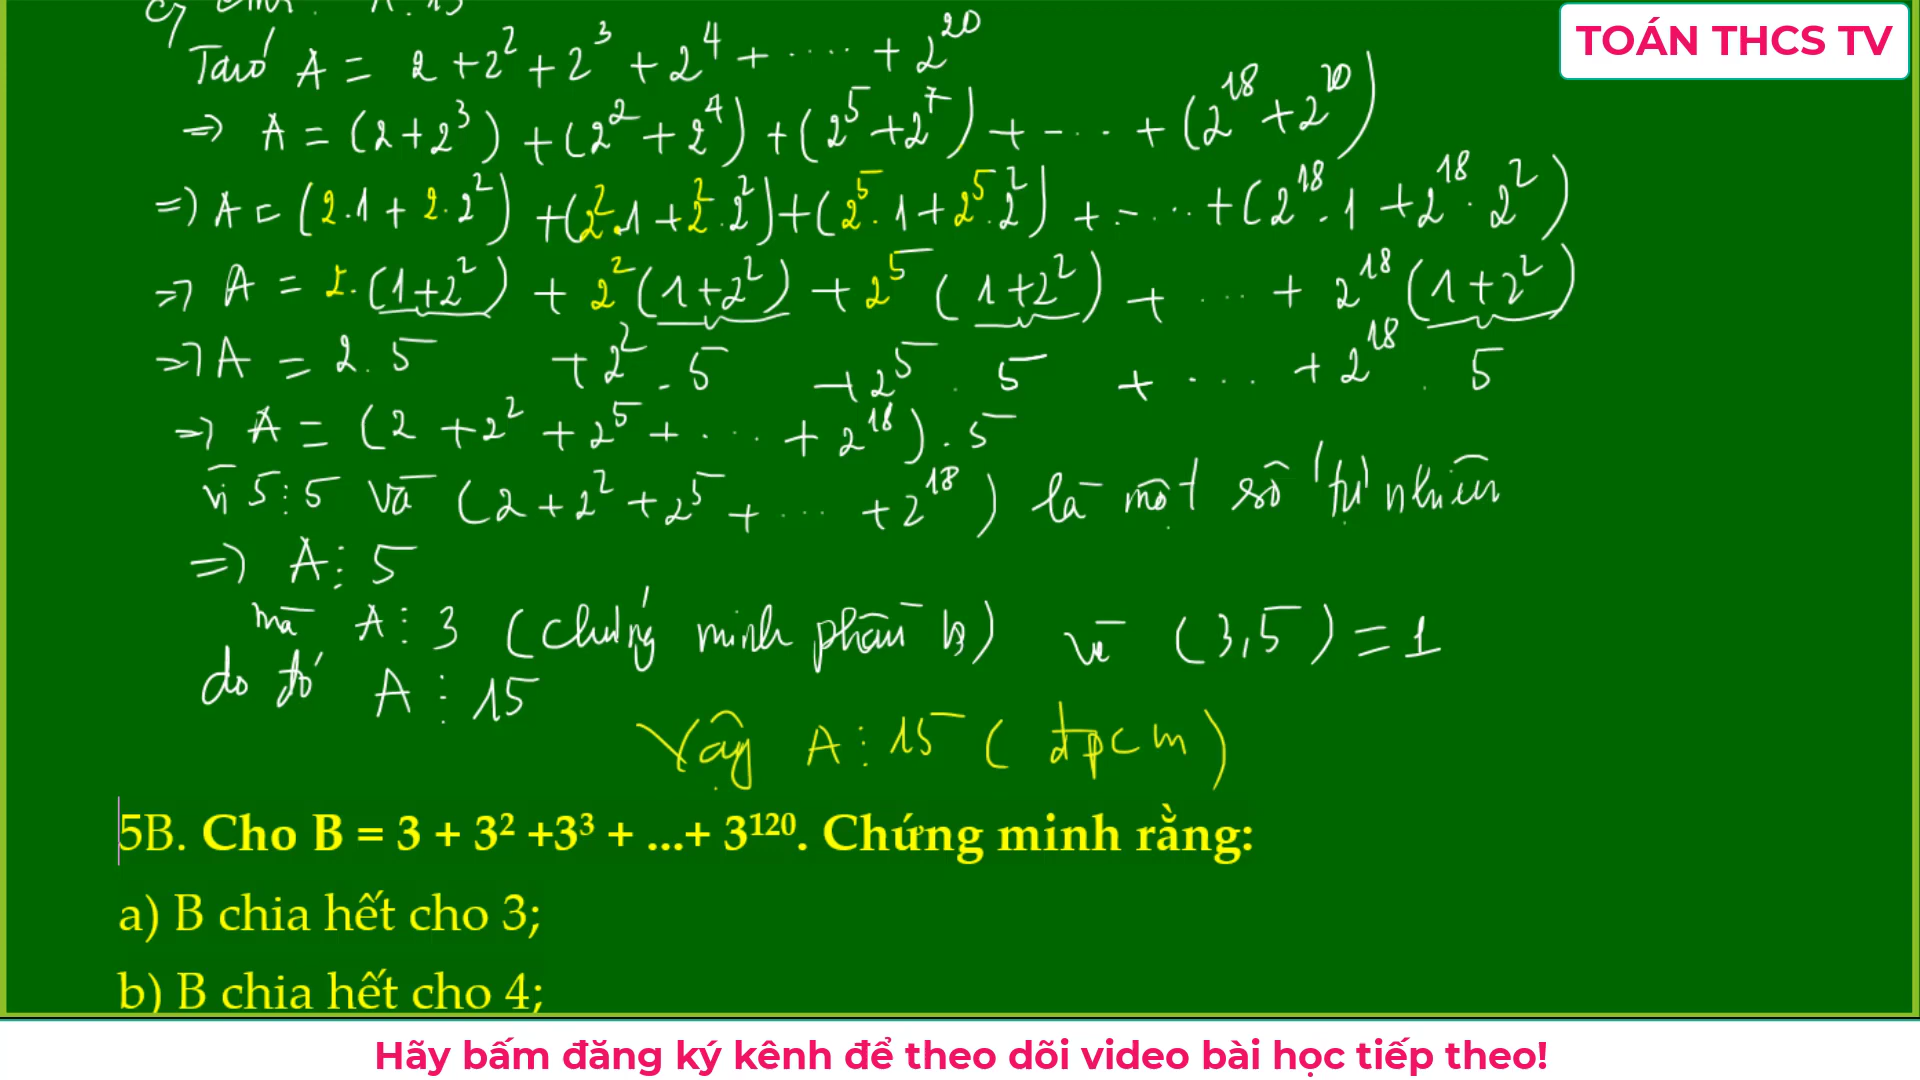 TOÁN THCS TV
Ta có A = 2 + 2² + 2³ + 2⁴ + ..... + 2²⁰
=> A = (2 + 2³) + (2² + 2⁴) + (2⁵ + 2⁷) + ..... + (2¹⁸ + 2²⁰)
=> A = (2.1 + 2.2²) + (2².1 + 2².2²) + (2⁵.1 + 2⁵.2²) + ..... + (2¹⁸.1 + 2¹⁸.2²)
=> A = 2.(1+2²) + 2²(1+2²) + 2⁵(1+2²) + ... + 2¹⁸(1+2²)
=> A = 2.5 + 2².5 + 2⁵.5 + .... + 2¹⁸.5
=> A = (2 + 2² + 2⁵ + .... + 2¹⁸).5
vì 5⋮5 và (2 + 2² + 2⁵ + .... + 2¹⁸) là một số tự nhiên
=> A⋮5
mà A⋮3 (chứng minh phần b) và (3,5) = 1
do đó A⋮15
Vậy A⋮15 (đpcm)
5B. Cho B = 3 + 3² +3³ + ...+ 3¹²⁰. Chứng minh rằng:
a) B chia hết cho 3;
b) B chia hết cho 4;
Hãy bấm đăng ký kênh để theo dõi video bài học tiếp theo!